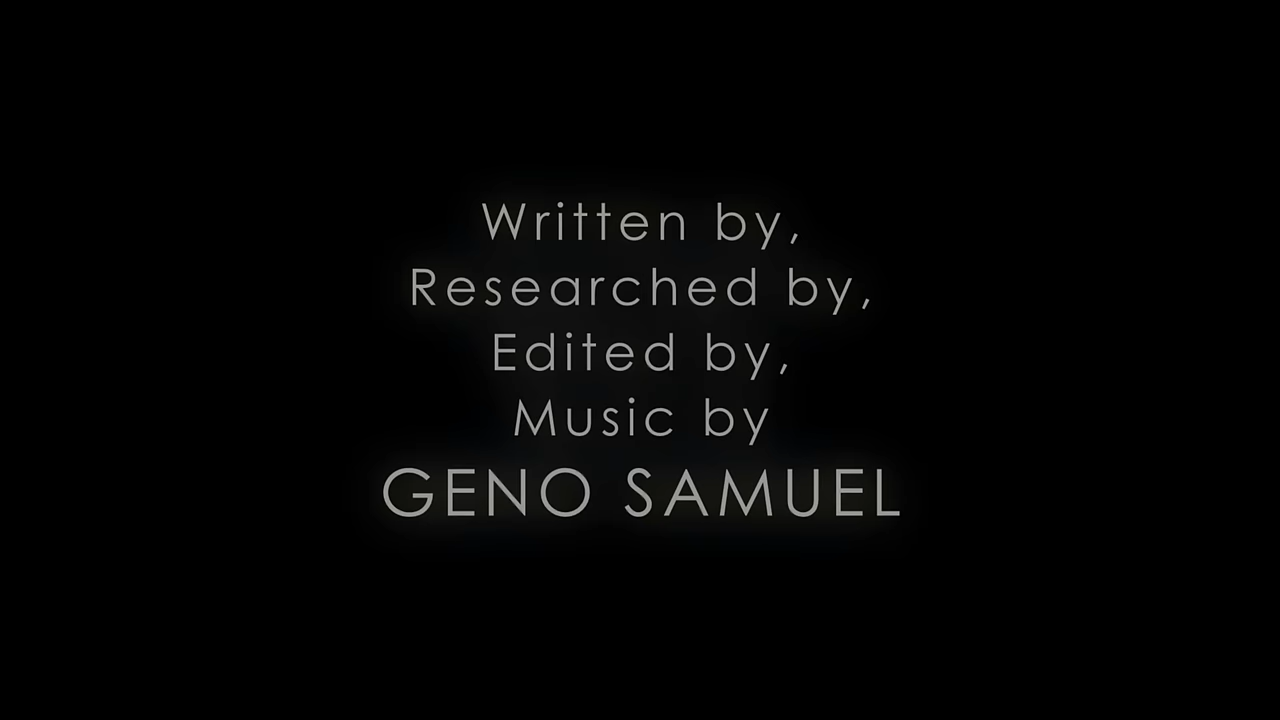 Written by,
Researched by,
Edited by,
Music by
GENO SAMUEL